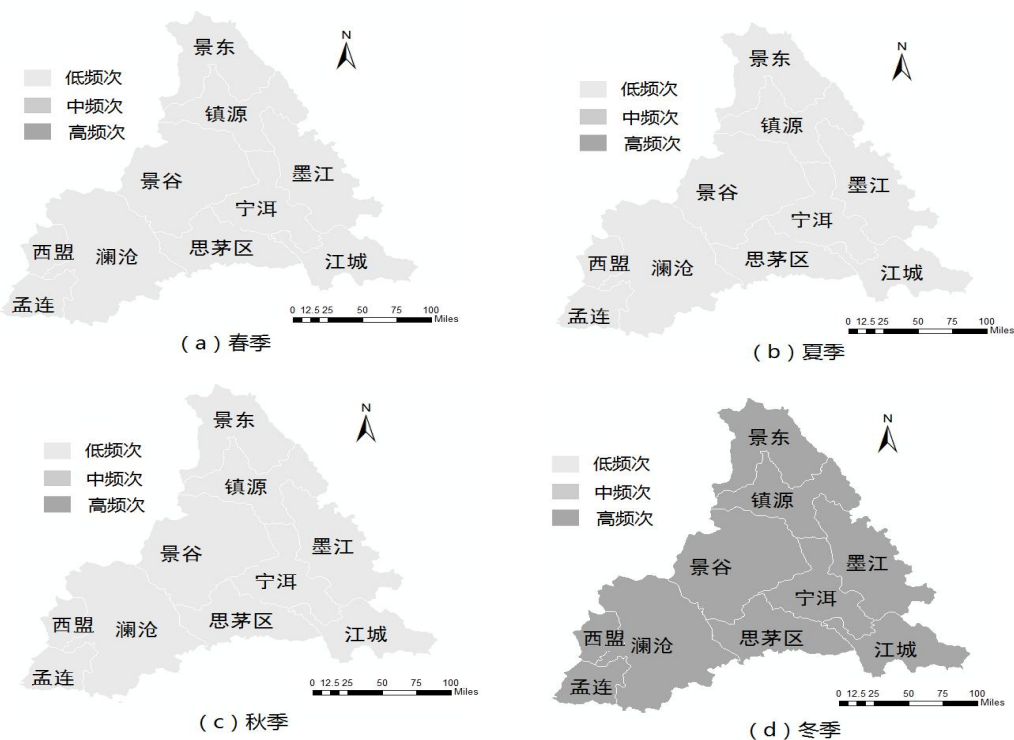 N
景东
低频次
中频次
高频次
镇源
景谷
墨江
宁洱
西盟
澜沧
思茅区
江城
孟连
0 12.5 25 50 75 100
Miles
（a）春季
N
景东
低频次
中频次
高频次
镇源
景谷
墨江
宁洱
西盟
澜沧
思茅区
江城
孟连
0 12.5 25 50 75 100
Miles
（b）夏季
N
景东
低频次
中频次
高频次
镇源
景谷
墨江
宁洱
西盟
澜沧
思茅区
江城
孟连
0 12.5 25 50 75 100
Miles
（c）秋季
N
景东
低频次
中频次
高频次
镇源
景谷
墨江
宁洱
西盟
澜沧
思茅区
江城
孟连
0 12.5 25 50 75 100
Miles
（d）冬季